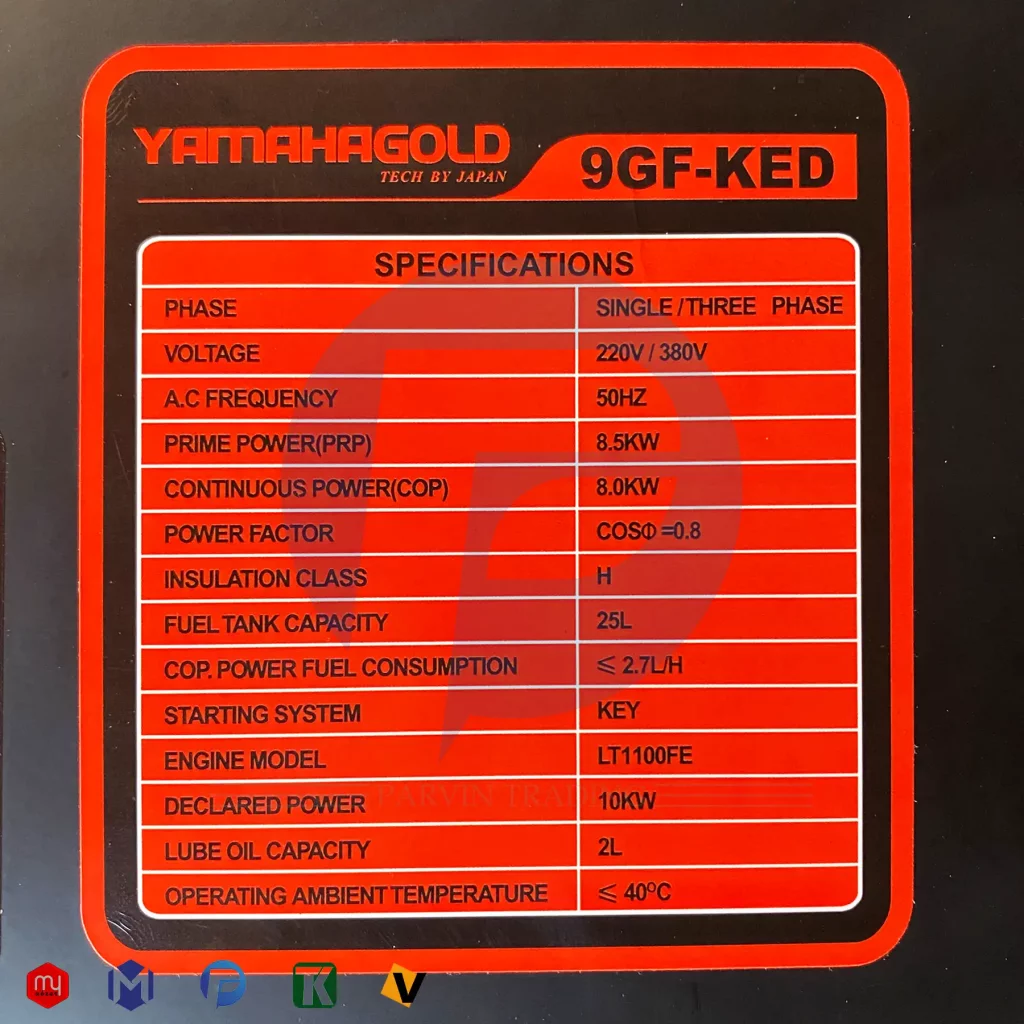 YAMAHAGOLD
TECH BY JAPAN
9GF-KED
SPECIFICATIONS
PHASE SINGLE / THREE PHASE
VOLTAGE 220V / 380V
A.C FREQUENCY 50HZ
PRIME POWER(PRP) 8.5KW
CONTINUOUS POWER(COP) 8.0KW
POWER FACTOR COSΦ =0.8
INSULATION CLASS H
FUEL TANK CAPACITY 25L
COP. POWER FUEL CONSUMPTION ≤ 2.7L/H
STARTING SYSTEM KEY
ENGINE MODEL LT1100FE
DECLARED POWER 10KW
PARVIN
LUBE OIL CAPACITY 2L
OPERATING AMBIENT TEMPERATURE ≤ 40ºC
my
M
P
K
V